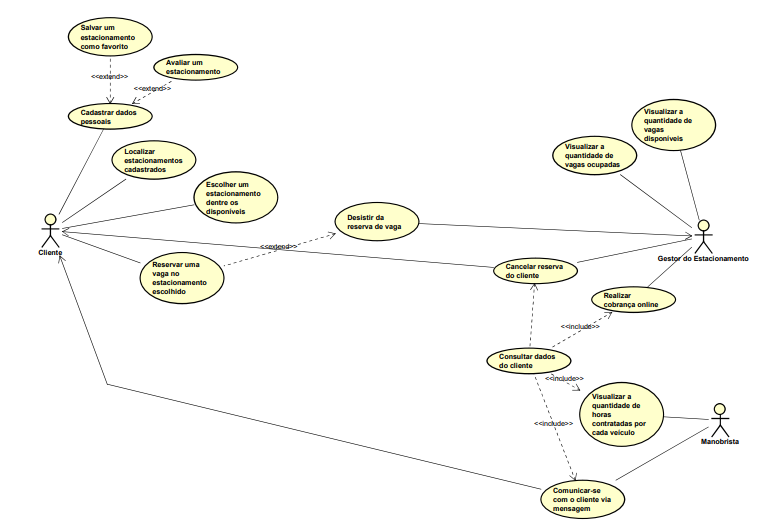 Salvar um
estacionamento
como favorito
Avaliar um
estacionamento
<<extend>>
<<extend>>
Cadastrar dados
pessoais
Visualizar a
quantidade de
vagas
disponíveis
Visualizar a
quantidade de
vagas ocupadas
Localizar
estacionamentos
cadastrados
Escolher um
estacionamento
dentre os
disponíveis
Desistir da
reserva de vaga
Cliente
<<extend>>
Gestor do Estacionamento
Reservar uma
vaga no
estacionamento
escolhido
Cancelar reserva
do cliente
Realizar
cobrança online
<<include>>
Consultar dados
do cliente
<<include>>
Visualizar a
quantidade de
horas
contratadas por
cada veículo
<<include>>
Manobrista
Comunicar-se
com o cliente via
mensagem